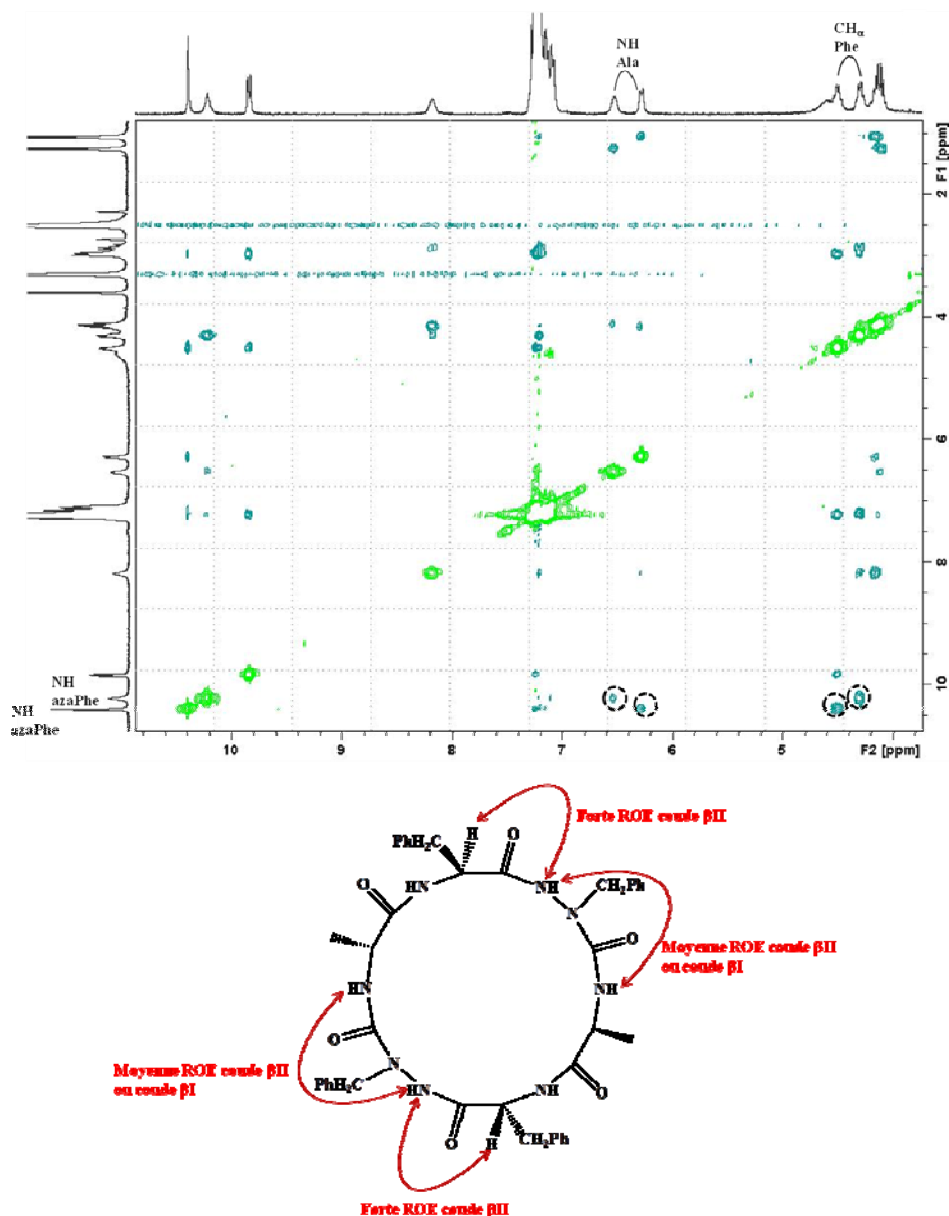 NH
Ala
CHα
Phe
F1 [ppm]
2
4
6
8
10
NH
azaPhe
NH
azaPhe
10
9
8
7
6
5
F2 [ppm]
Forte ROE coude βII
PhH2C
H
O
HN
NH
CH2Ph
N
O
O
Moyenne ROE coude βII
ou coude βI
HN
NH
O
N
Moyenne ROE coude βII
ou coude βI
PhH2C
HN
NH
O
O
H
CH2Ph
Forte ROE coude βII